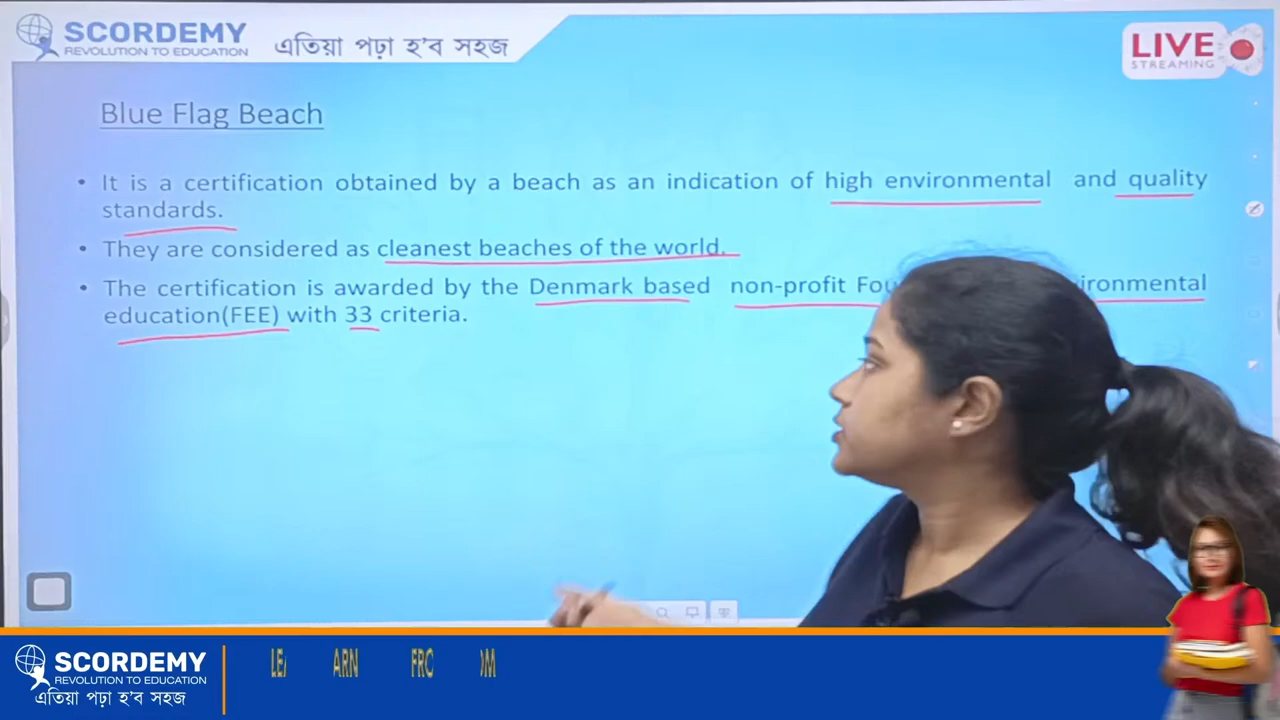 SCORDEMY
REVOLUTION TO EDUCATION
এতিয়া পঢ়া হ'ব সহজ
LIVE
STREAMING
Blue Flag Beach
• It is a certification obtained by a beach as an indication of high environmental and quality
standards.
• They are considered as cleanest beaches of the world.
• The certification is awarded by the Denmark based non-profit
education(FEE) with 33 criteria.
SCORDEMY
REVOLUTION TO EDUCATION
এতিয়া পঢ়া হ'ব সহজ
LEARN FROM